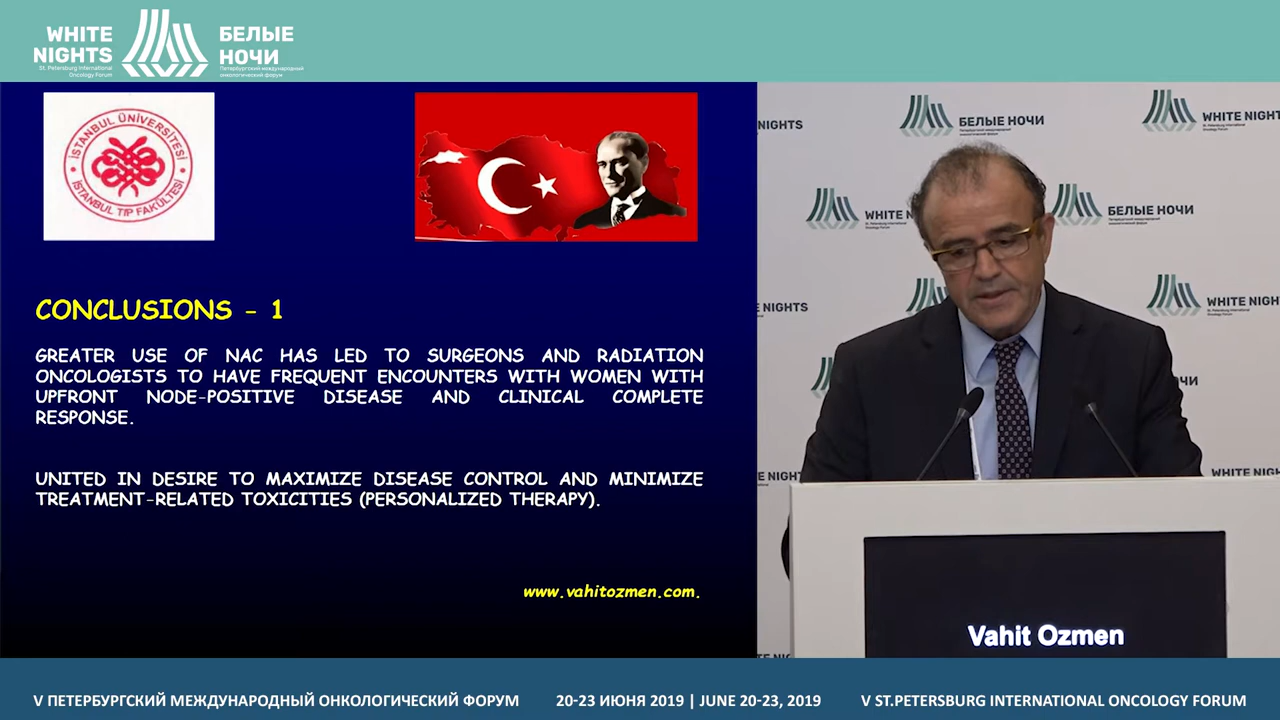 WHITE
NIGHTS
St. Petersburg International
Oncology Forum
БЕЛЫЕ
НОЧИ
Петербургский международный
онкологический форум
İSTANBUL ÜNİVERSİTESİ
İSTANBUL TIP FAKÜLTESİ
CONCLUSIONS - 1
GREATER USE OF NAC HAS LED TO SURGEONS AND RADIATION
ONCOLOGISTS TO HAVE FREQUENT ENCOUNTERS WITH WOMEN WITH
UPFRONT NODE-POSITIVE DISEASE AND CLINICAL COMPLETE
RESPONSE.
UNITED IN DESIRE TO MAXIMIZE DISEASE CONTROL AND MINIMIZE
TREATMENT-RELATED TOXICITIES (PERSONALIZED THERAPY).
www.vahitozmen.com.
NIGHTS
БЕЛЫЕ НОЧИ
WHITE NIGHTS
WHITE
БЕЛЫЕ НОЧИ
NIGHTS
WHITE NIGH
НОЧИ
WHITE NIGHT
WHITE NIGH
Vahit Ozmen
V ПЕТЕРБУРГСКИЙ МЕЖДУНАРОДНЫЙ ОНКОЛОГИЧЕСКИЙ ФОРУМ
20-23 ИЮНЯ 2019 | JUNE 20-23, 2019
V ST.PETERSBURG INTERNATIONAL ONCOLOGY FORUM